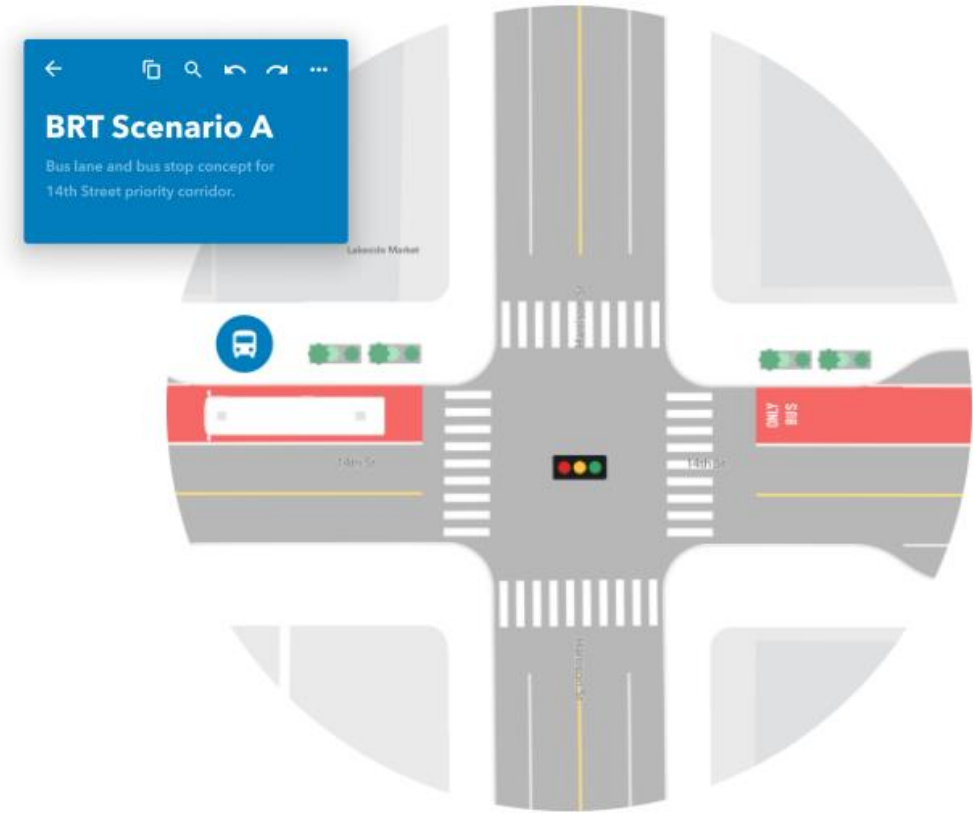 BRT Scenario A
Bus lane and bus stop concept for
14th Street priority corridor.
Lakeside Market
ONLY
BUS
14th St
14th St